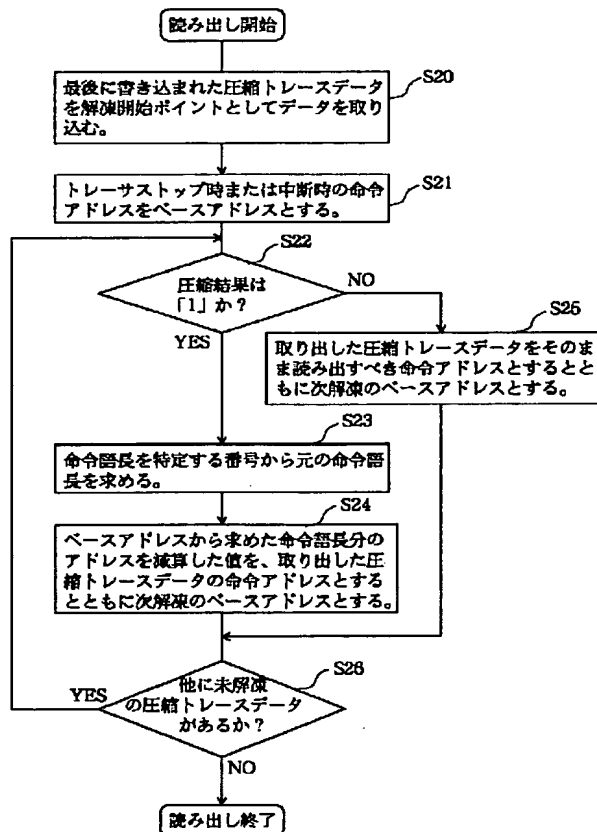 読み出し開始
S20
最後に書き込まれた圧縮トレースデータ
を解凍開始ポイントとしてデータを取り
込む。
S21
トレーサストップ時または中断時の命令
アドレスをベースアドレスとする。
S22
圧縮結果は
「1」か?
NO
YES
S25
取り出した圧縮トレースデータをそのま
ま読み出すべき命令アドレスとするとと
もに次解凍のベースアドレスとする。
S23
命令語長を特定する番号から元の命令語
長を求める。
S24
ベースアドレスから求めた命令語長分の
アドレスを減算した値を、取り出した圧
縮トレースデータの命令アドレスとする
とともに次解凍のベースアドレスとする。
S26
YES
他に未解凍
の圧縮トレースデータ
があるか?
NO
読み出し終了